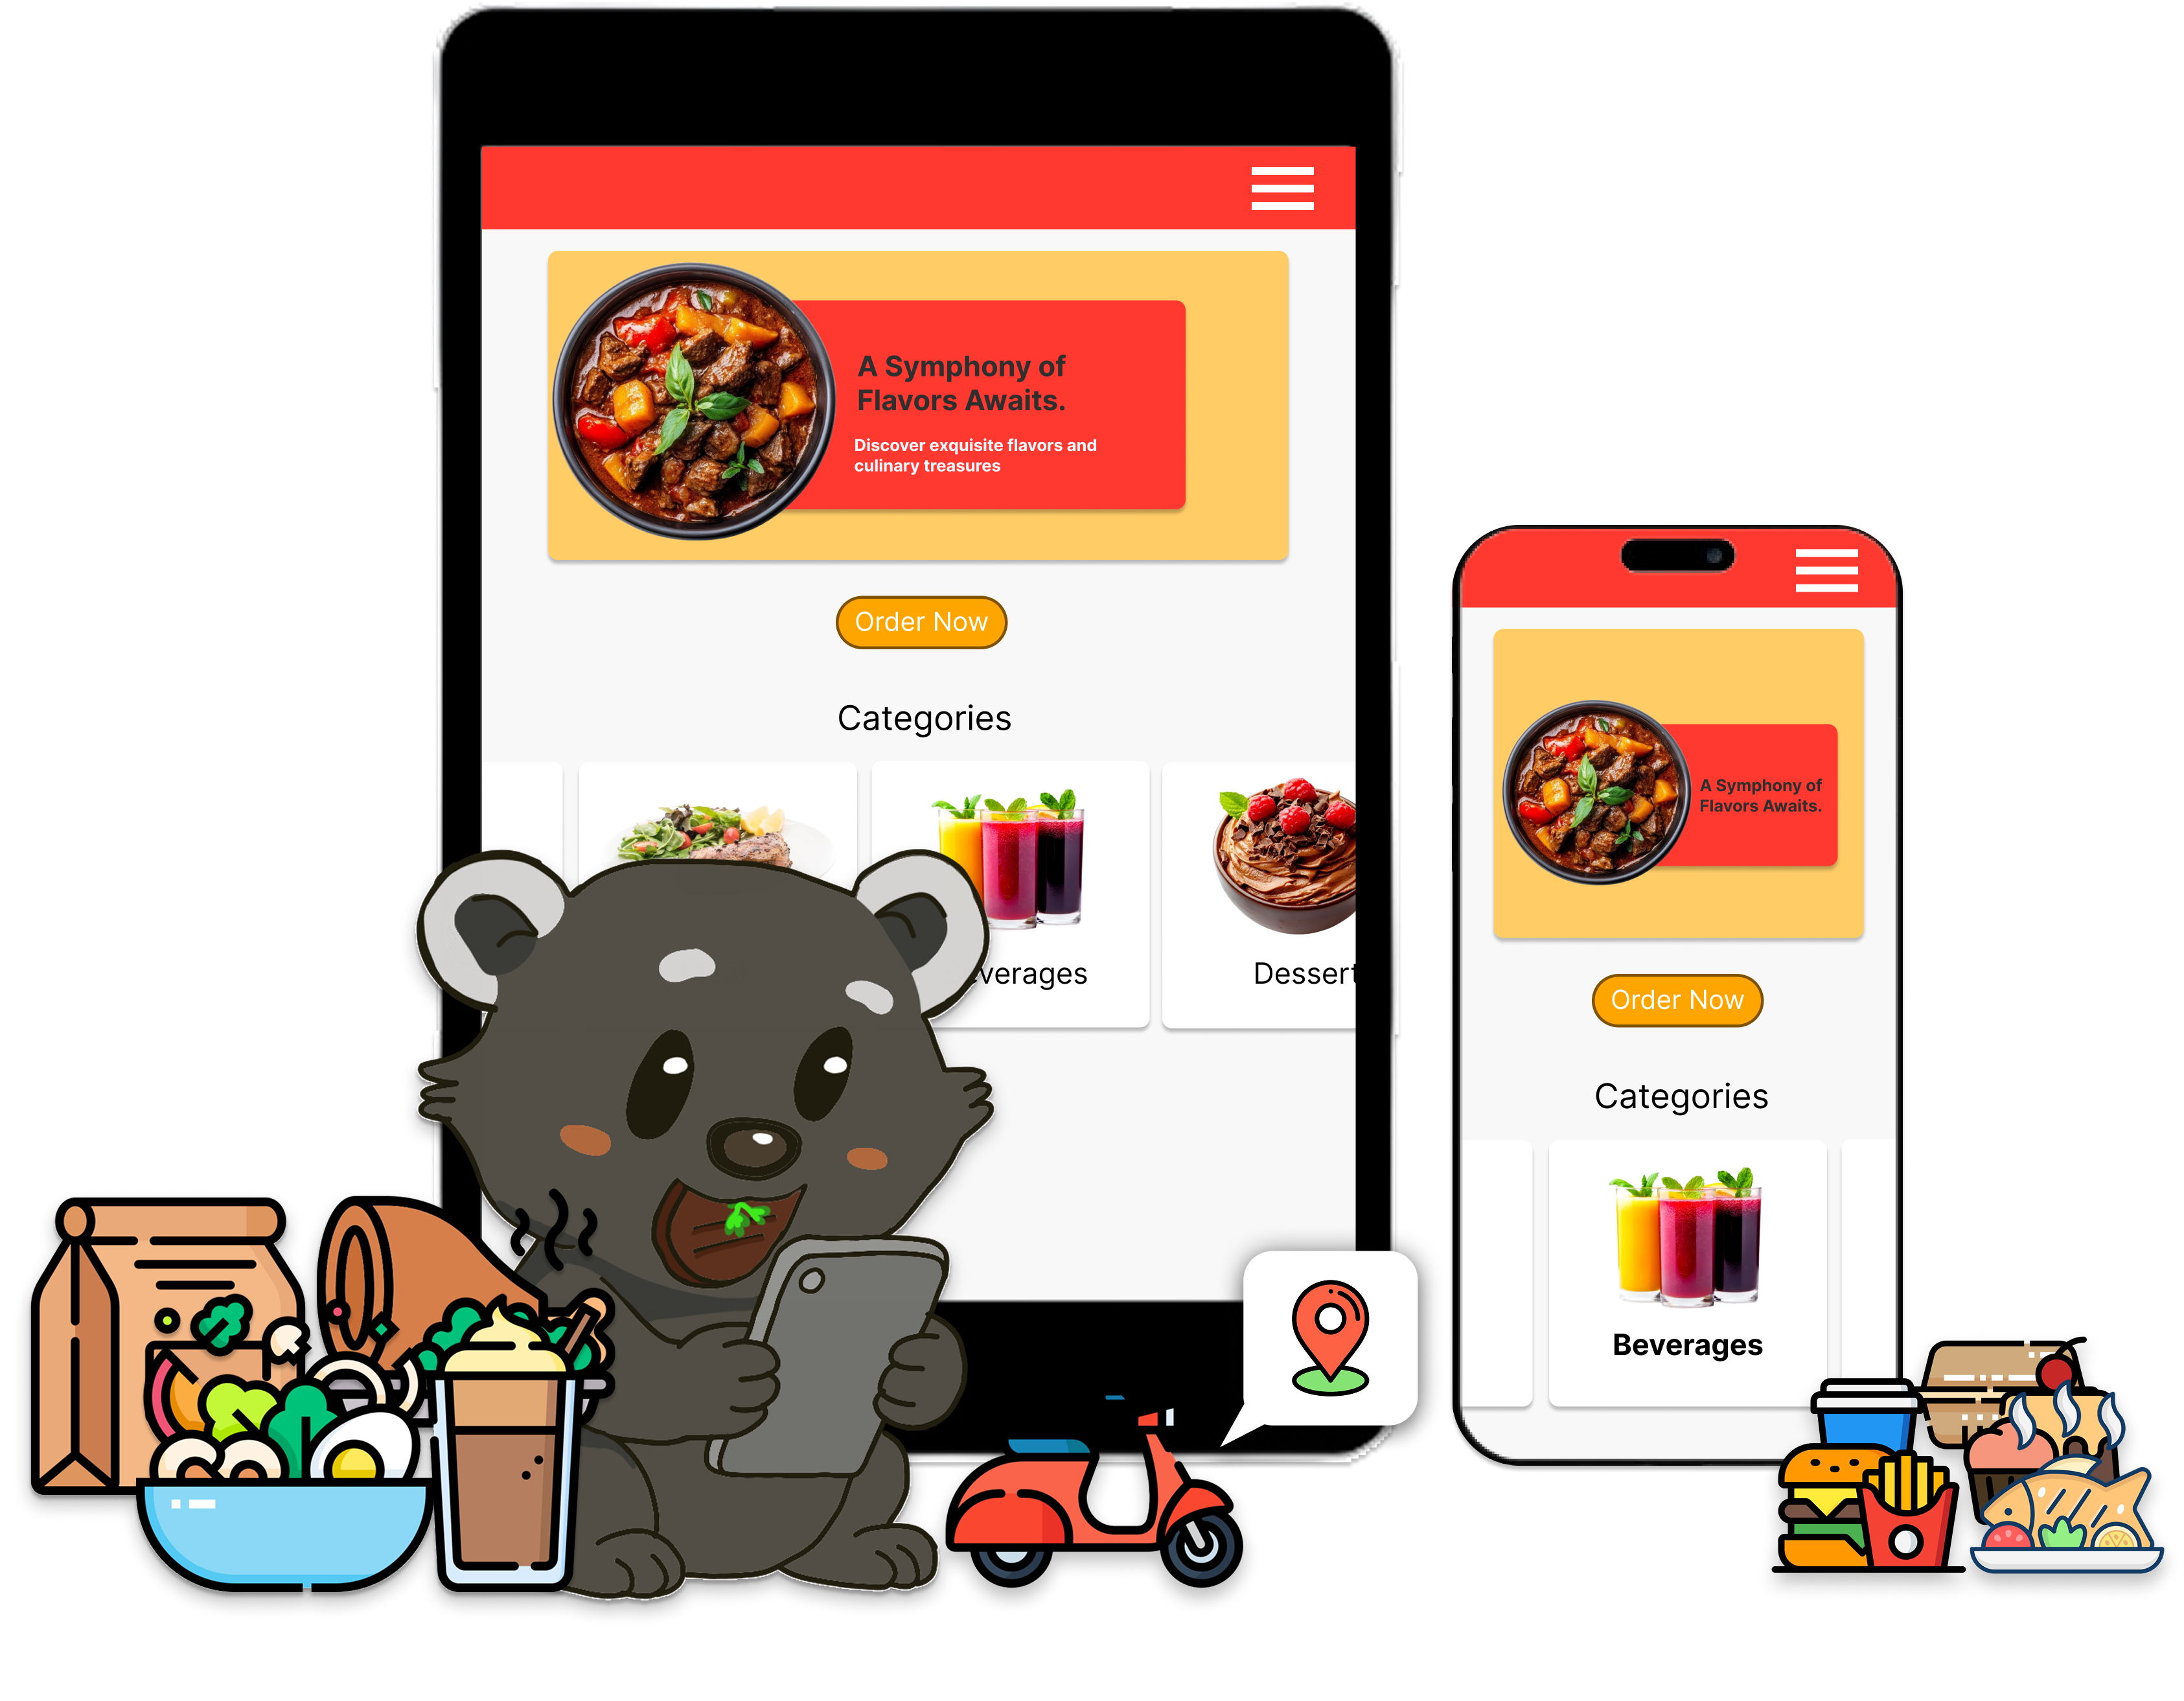 A Symphony of
Flavors Awaits.
Discover exquisite flavors and
culinary treasures
Order Now
Categories
verages
Dessert
A Symphony of
Flavors Awaits.
Order Now
Categories
Beverages